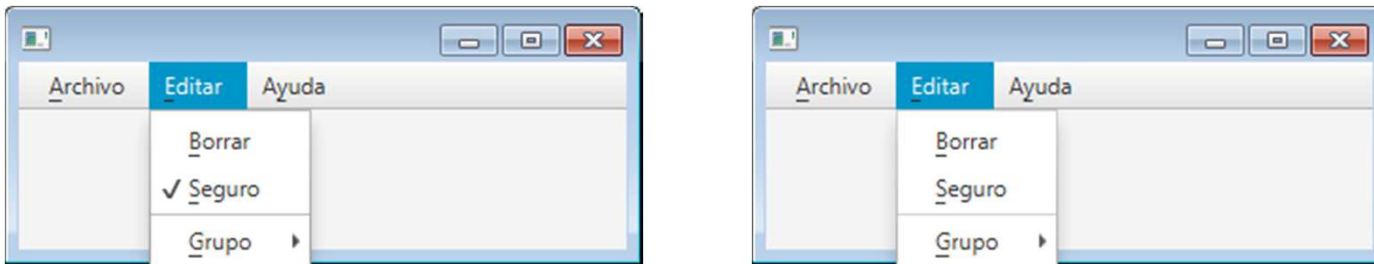 Archivo Editar Ayuda
Borrar
✓ Seguro
Grupo
Archivo Editar Ayuda
Borrar
Seguro
Grupo